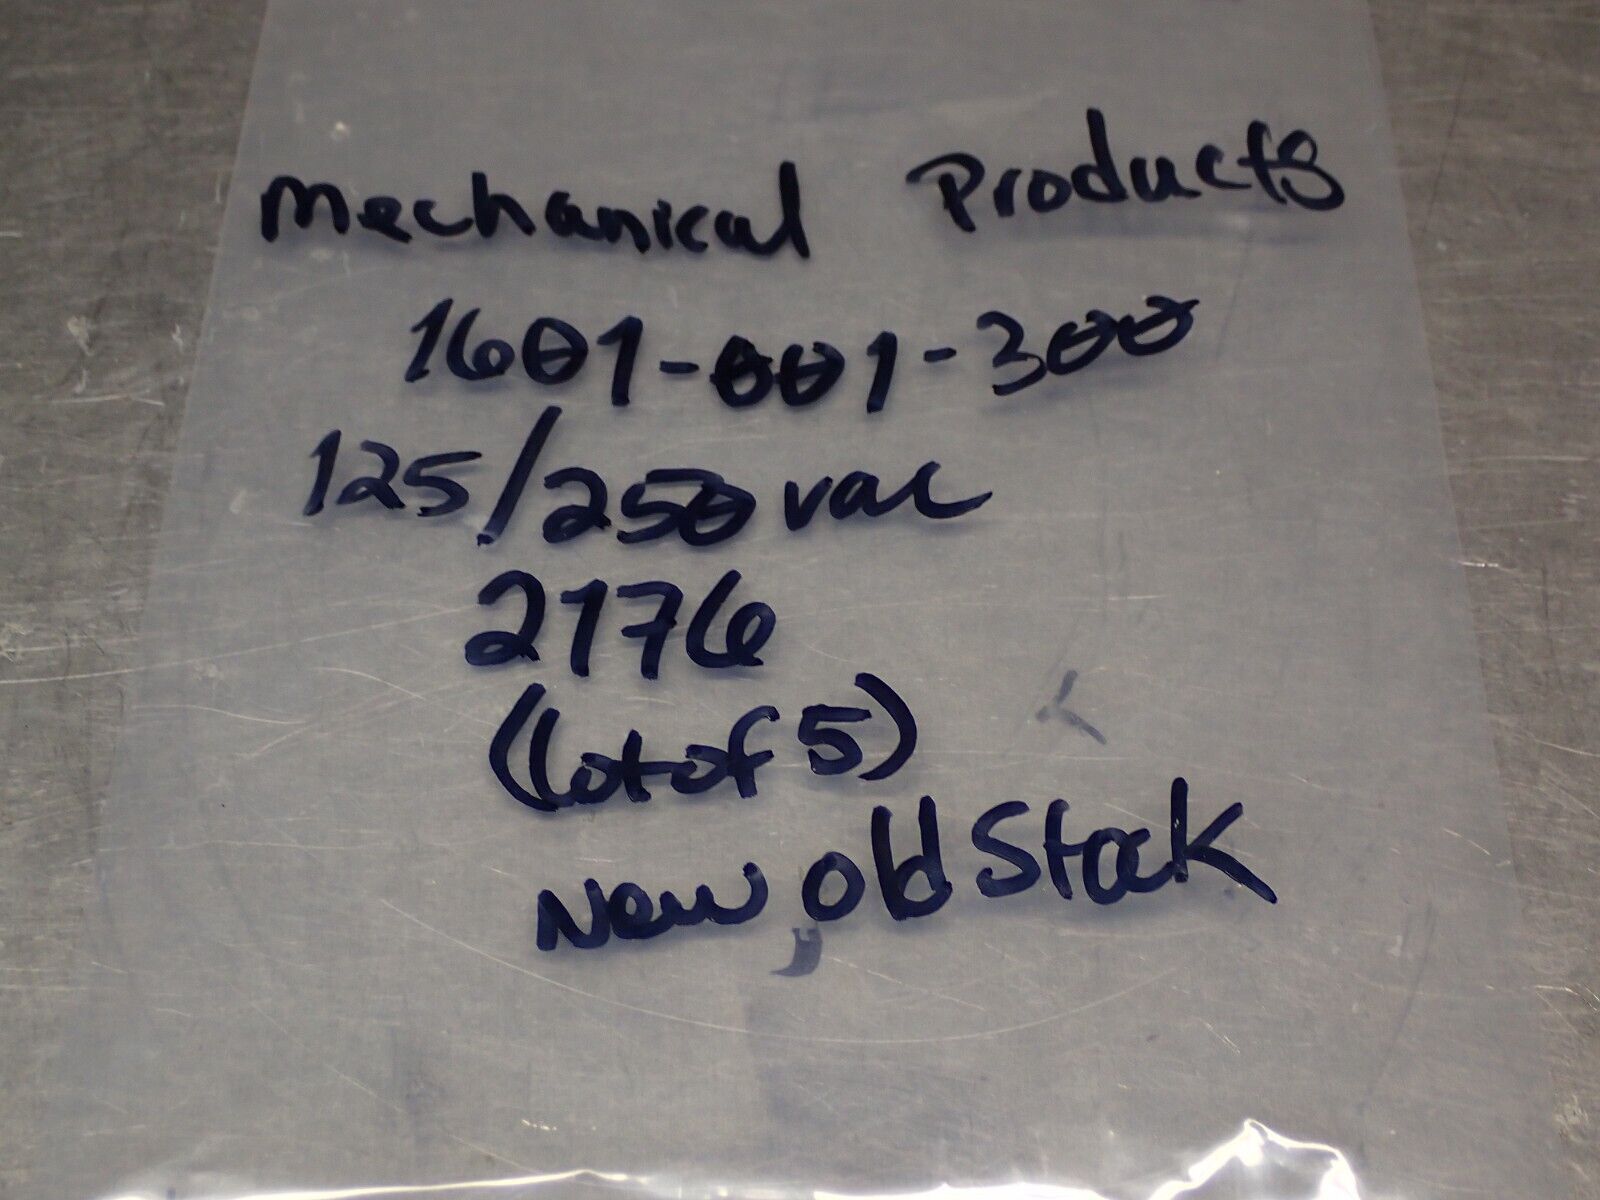 Mechanical Products
1601-001-300
125/250 vac
2176
(lot of 5)
New, old Stock